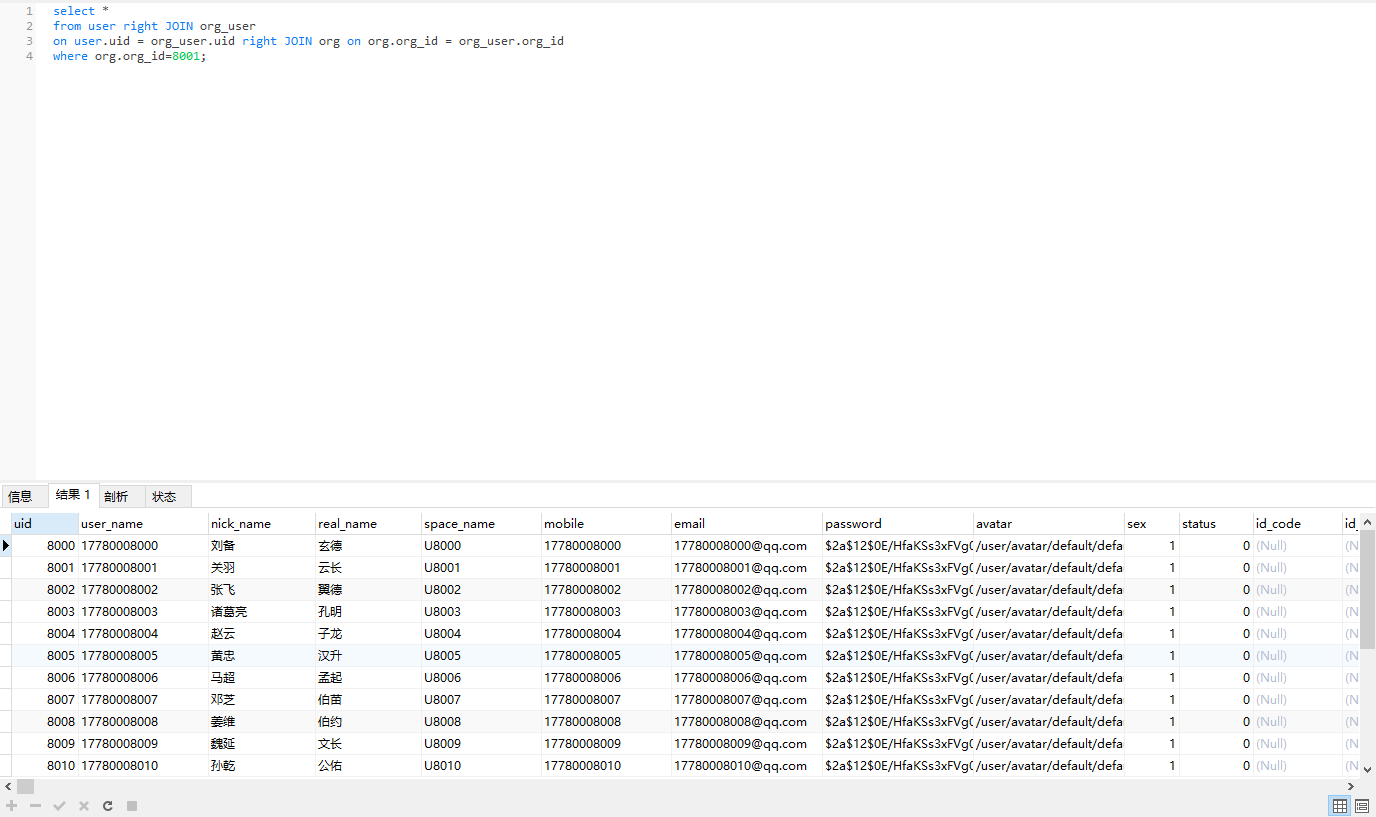 1 select *
2 from user right JOIN org_user
3 on user.uid = org_user.uid right JOIN org on org.org_id = org_user.org_id
4 where org.org_id=8001;
信息 结果 1 剖析 状态
uid user_name nick_name real_name space_name mobile email password avatar sex status id_code id_
8000 17780008000 刘备 玄德 U8000 17780008000 17780008000@qq.com $2a$12$0E/HfaKSs3xFVgC /user/avatar/default/defa 1 0 (Null) (N
8001 17780008001 关羽 云长 U8001 17780008001 17780008001@qq.com $2a$12$0E/HfaKSs3xFVgC /user/avatar/default/defa 1 0 (Null) (N
8002 17780008002 张飞 翼德 U8002 17780008002 17780008002@qq.com $2a$12$0E/HfaKSs3xFVgC /user/avatar/default/defa 1 0 (Null) (N
8003 17780008003 诸葛亮 孔明 U8003 17780008003 17780008003@qq.com $2a$12$0E/HfaKSs3xFVgC /user/avatar/default/defa 1 0 (Null) (N
8004 17780008004 赵云 子龙 U8004 17780008004 17780008004@qq.com $2a$12$0E/HfaKSs3xFVgC /user/avatar/default/defa 1 0 (Null) (N
8005 17780008005 黄忠 汉升 U8005 17780008005 17780008005@qq.com $2a$12$0E/HfaKSs3xFVgC /user/avatar/default/defa 1 0 (Null) (N
8006 17780008006 马超 孟起 U8006 17780008006 17780008006@qq.com $2a$12$0E/HfaKSs3xFVgC /user/avatar/default/defa 1 0 (Null) (N
8007 17780008007 邓芝 伯苗 U8007 17780008007 17780008007@qq.com $2a$12$0E/HfaKSs3xFVgC /user/avatar/default/defa 1 0 (Null) (N
8008 17780008008 姜维 伯约 U8008 17780008008 17780008008@qq.com $2a$12$0E/HfaKSs3xFVgC /user/avatar/default/defa 1 0 (Null) (N
8009 17780008009 魏延 文长 U8009 17780008009 17780008009@qq.com $2a$12$0E/HfaKSs3xFVgC /user/avatar/default/defa 1 0 (Null) (N
8010 17780008010 孙乾 公佑 U8010 17780008010 17780008010@qq.com $2a$12$0E/HfaKSs3xFVgC /user/avatar/default/defa 1 0 (Null) (N